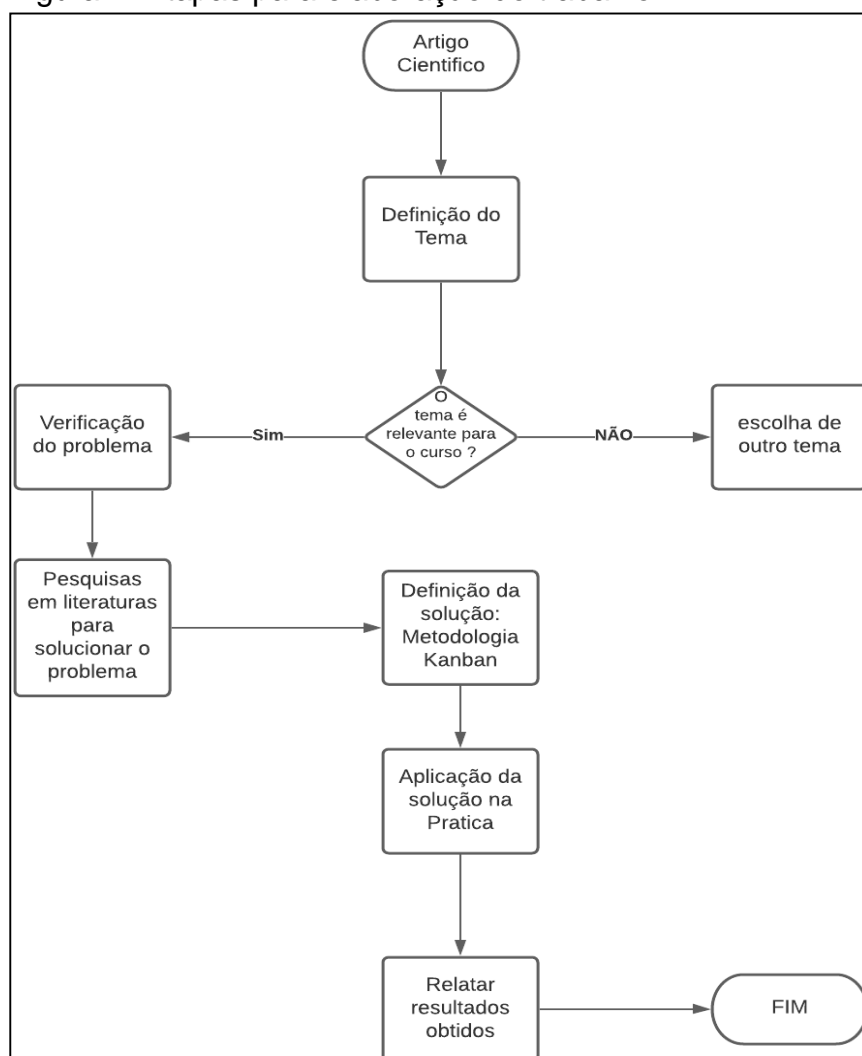 Artigo
Cientifico
Definição do
Tema
O
tema é
relevante para
o curso ?
Sim
NÃO
Verificação
do problema
escolha de
outro tema
Pesquisas
em literaturas
para
solucionar o
problema
Definição da
solução:
Metodologia
Kanban
Aplicação da
solução na
Pratica
Relatar
resultados
obtidos
FIM